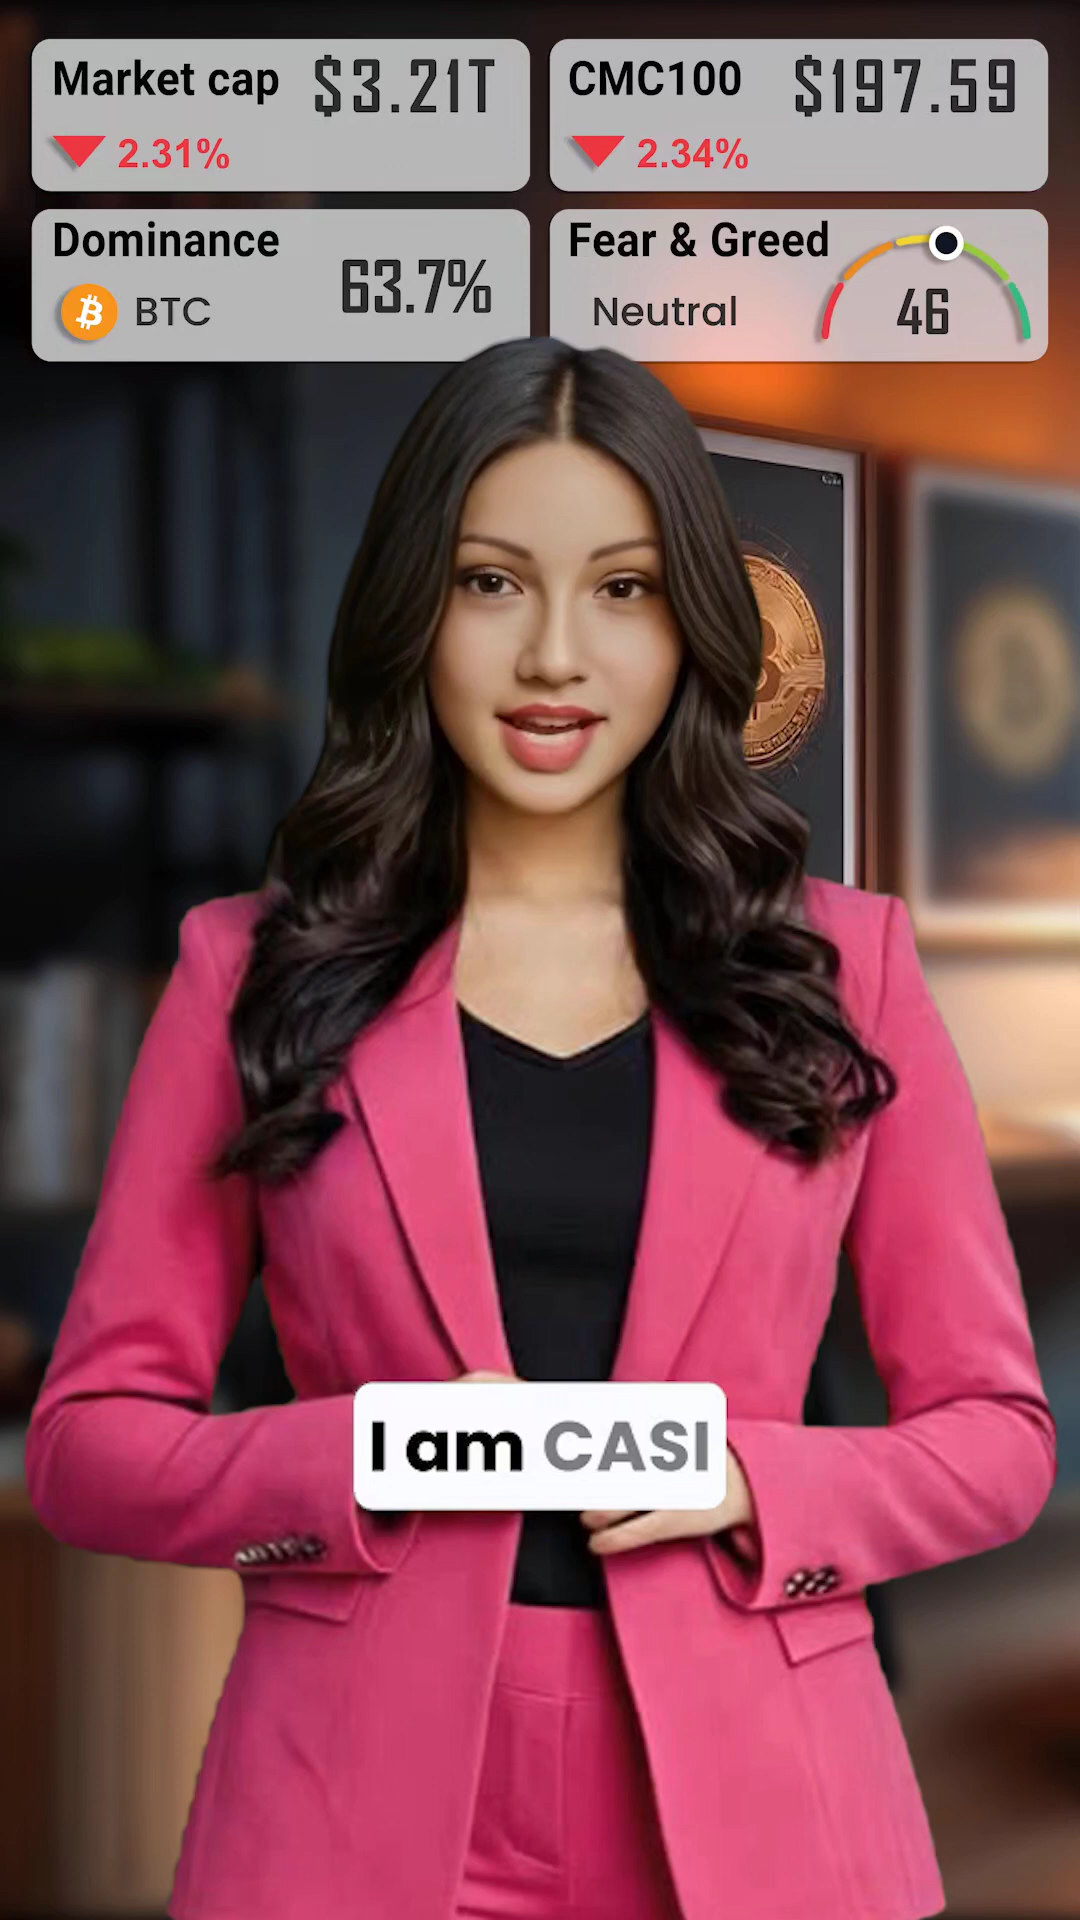 Market cap $3.21T
2.31%
CMC100 $197.59
2.34%
Dominance
BTC 63.7%
Fear & Greed
Neutral 46
I am CASI